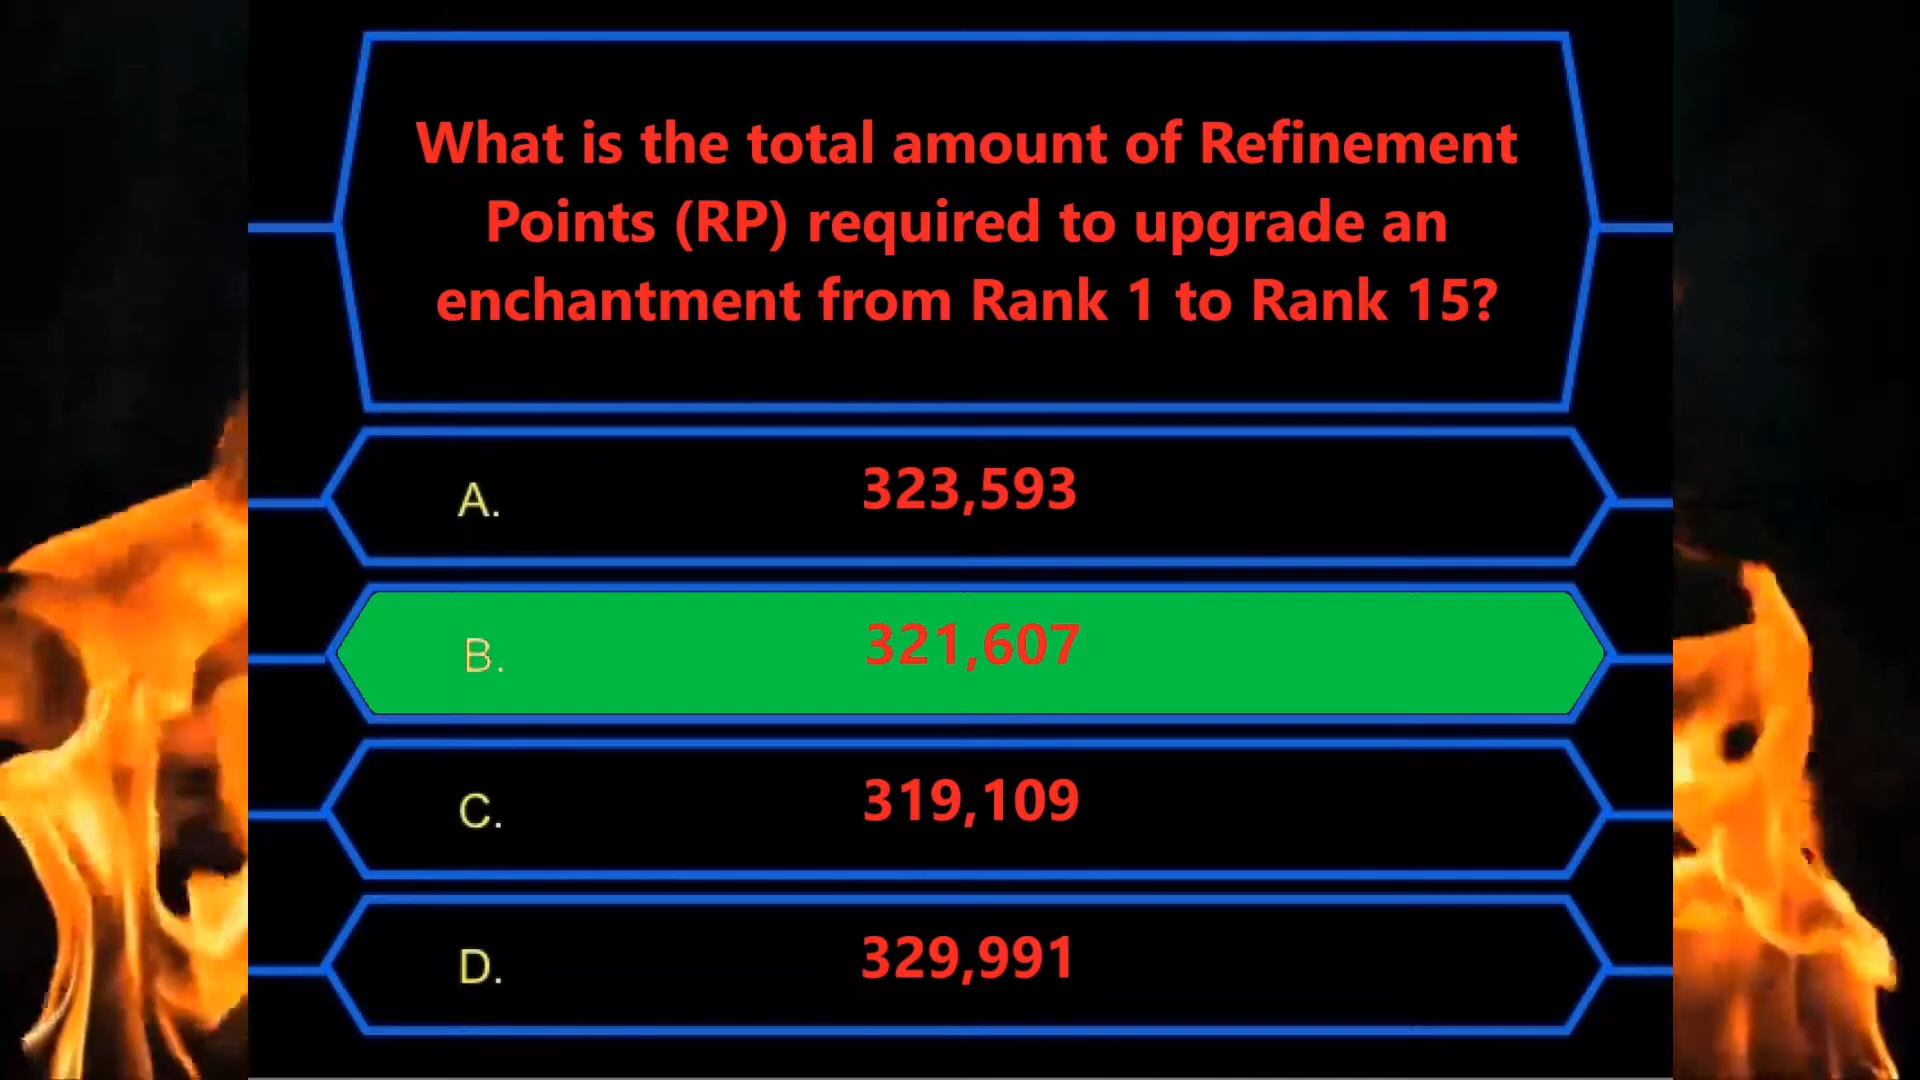 What is the total amount of Refinement
Points (RP) required to upgrade an
enchantment from Rank 1 to Rank 15?
A. 323,593
B. 321,607
C. 319,109
D. 329,991